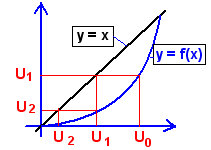 y = x
y = f(x)
U1
U2
U2 U1 U0